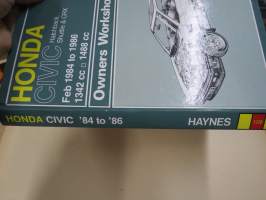 HONDA
CIVIC
Hatchback
Shuttle & CRX
Feb 1984 to 1986
1342 cc □ 1488 cc
Owners Workshop
HONDA CIVIC '84 to '86 HAYNES